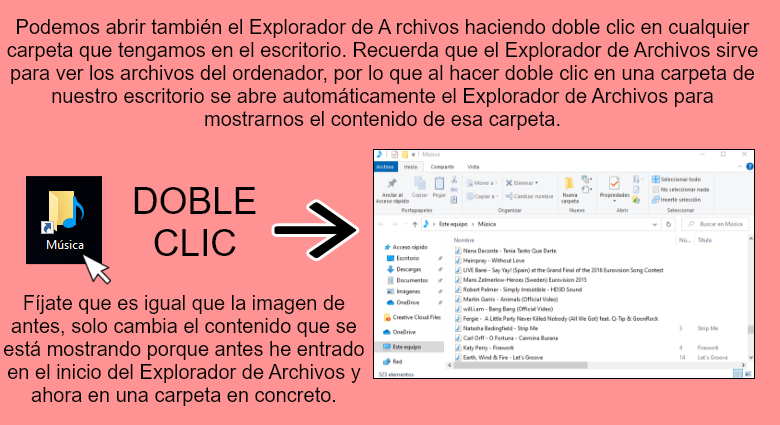 Podemos abrir también el Explorador de A rchivos haciendo doble clic en cualquier
carpeta que tengamos en el escritorio. Recuerda que el Explorador de Archivos sirve
para ver los archivos del ordenador, por lo que al hacer doble clic en una carpeta de
nuestro escritorio se abre automáticamente el Explorador de Archivos para
mostrarnos el contenido de esa carpeta.
Música
DOBLE
CLIC
Fíjate que es igual que la imagen de
antes, solo cambia el contenido que se
está mostrando porque antes he entrado
en el inicio del Explorador de Archivos y
ahora en una carpeta en concreto.
Música
Archivo Inicio Compartir Vista
Anclar al
Acceso rápido
Copiar Pegar
Mover a
Copiar a
Eliminar
Cambiar nombre
Nueva
carpeta
Propiedades
Seleccionar todo
No seleccionar nada
Invertir selección
Portapapeles Organizar Nuevo Abrir Seleccionar
Este equipo Música
Buscar en Música
Acceso rápido
Escritorio
Descargas
Documentos
Imágenes
OneDrive
Creative Cloud Files
OneDrive
Este equipo
Red
Nombre Nú... Título
Nena Daconte - Tenia Tento Que Darte
Hairspray - Without Love
LIVE Barei - Say Yay! (Spain) at the Grand Final of the 2016 Eurovision Song Contest
Mans Zelmerlow-Heroes (Sweden) Eurovision 2015
Robert Palmer - Simply Irresistible - HD3D Sound
Martin Garrix - Animals (Official Video)
will.i.am - Bang Bang (Official Video)
Fergie - A Little Party Never Killed Nobody (All We Got) feat. Q-Tip & GoonRock
Natasha Bedingfield - Strip Me 3 Strip Me
Carl Orff - O Fortuna - Carmina Burana
Katy Perry - Firework 4 Firework
Earth, Wind & Fire - Let's Groove 14 Let's Groove
523 elementos